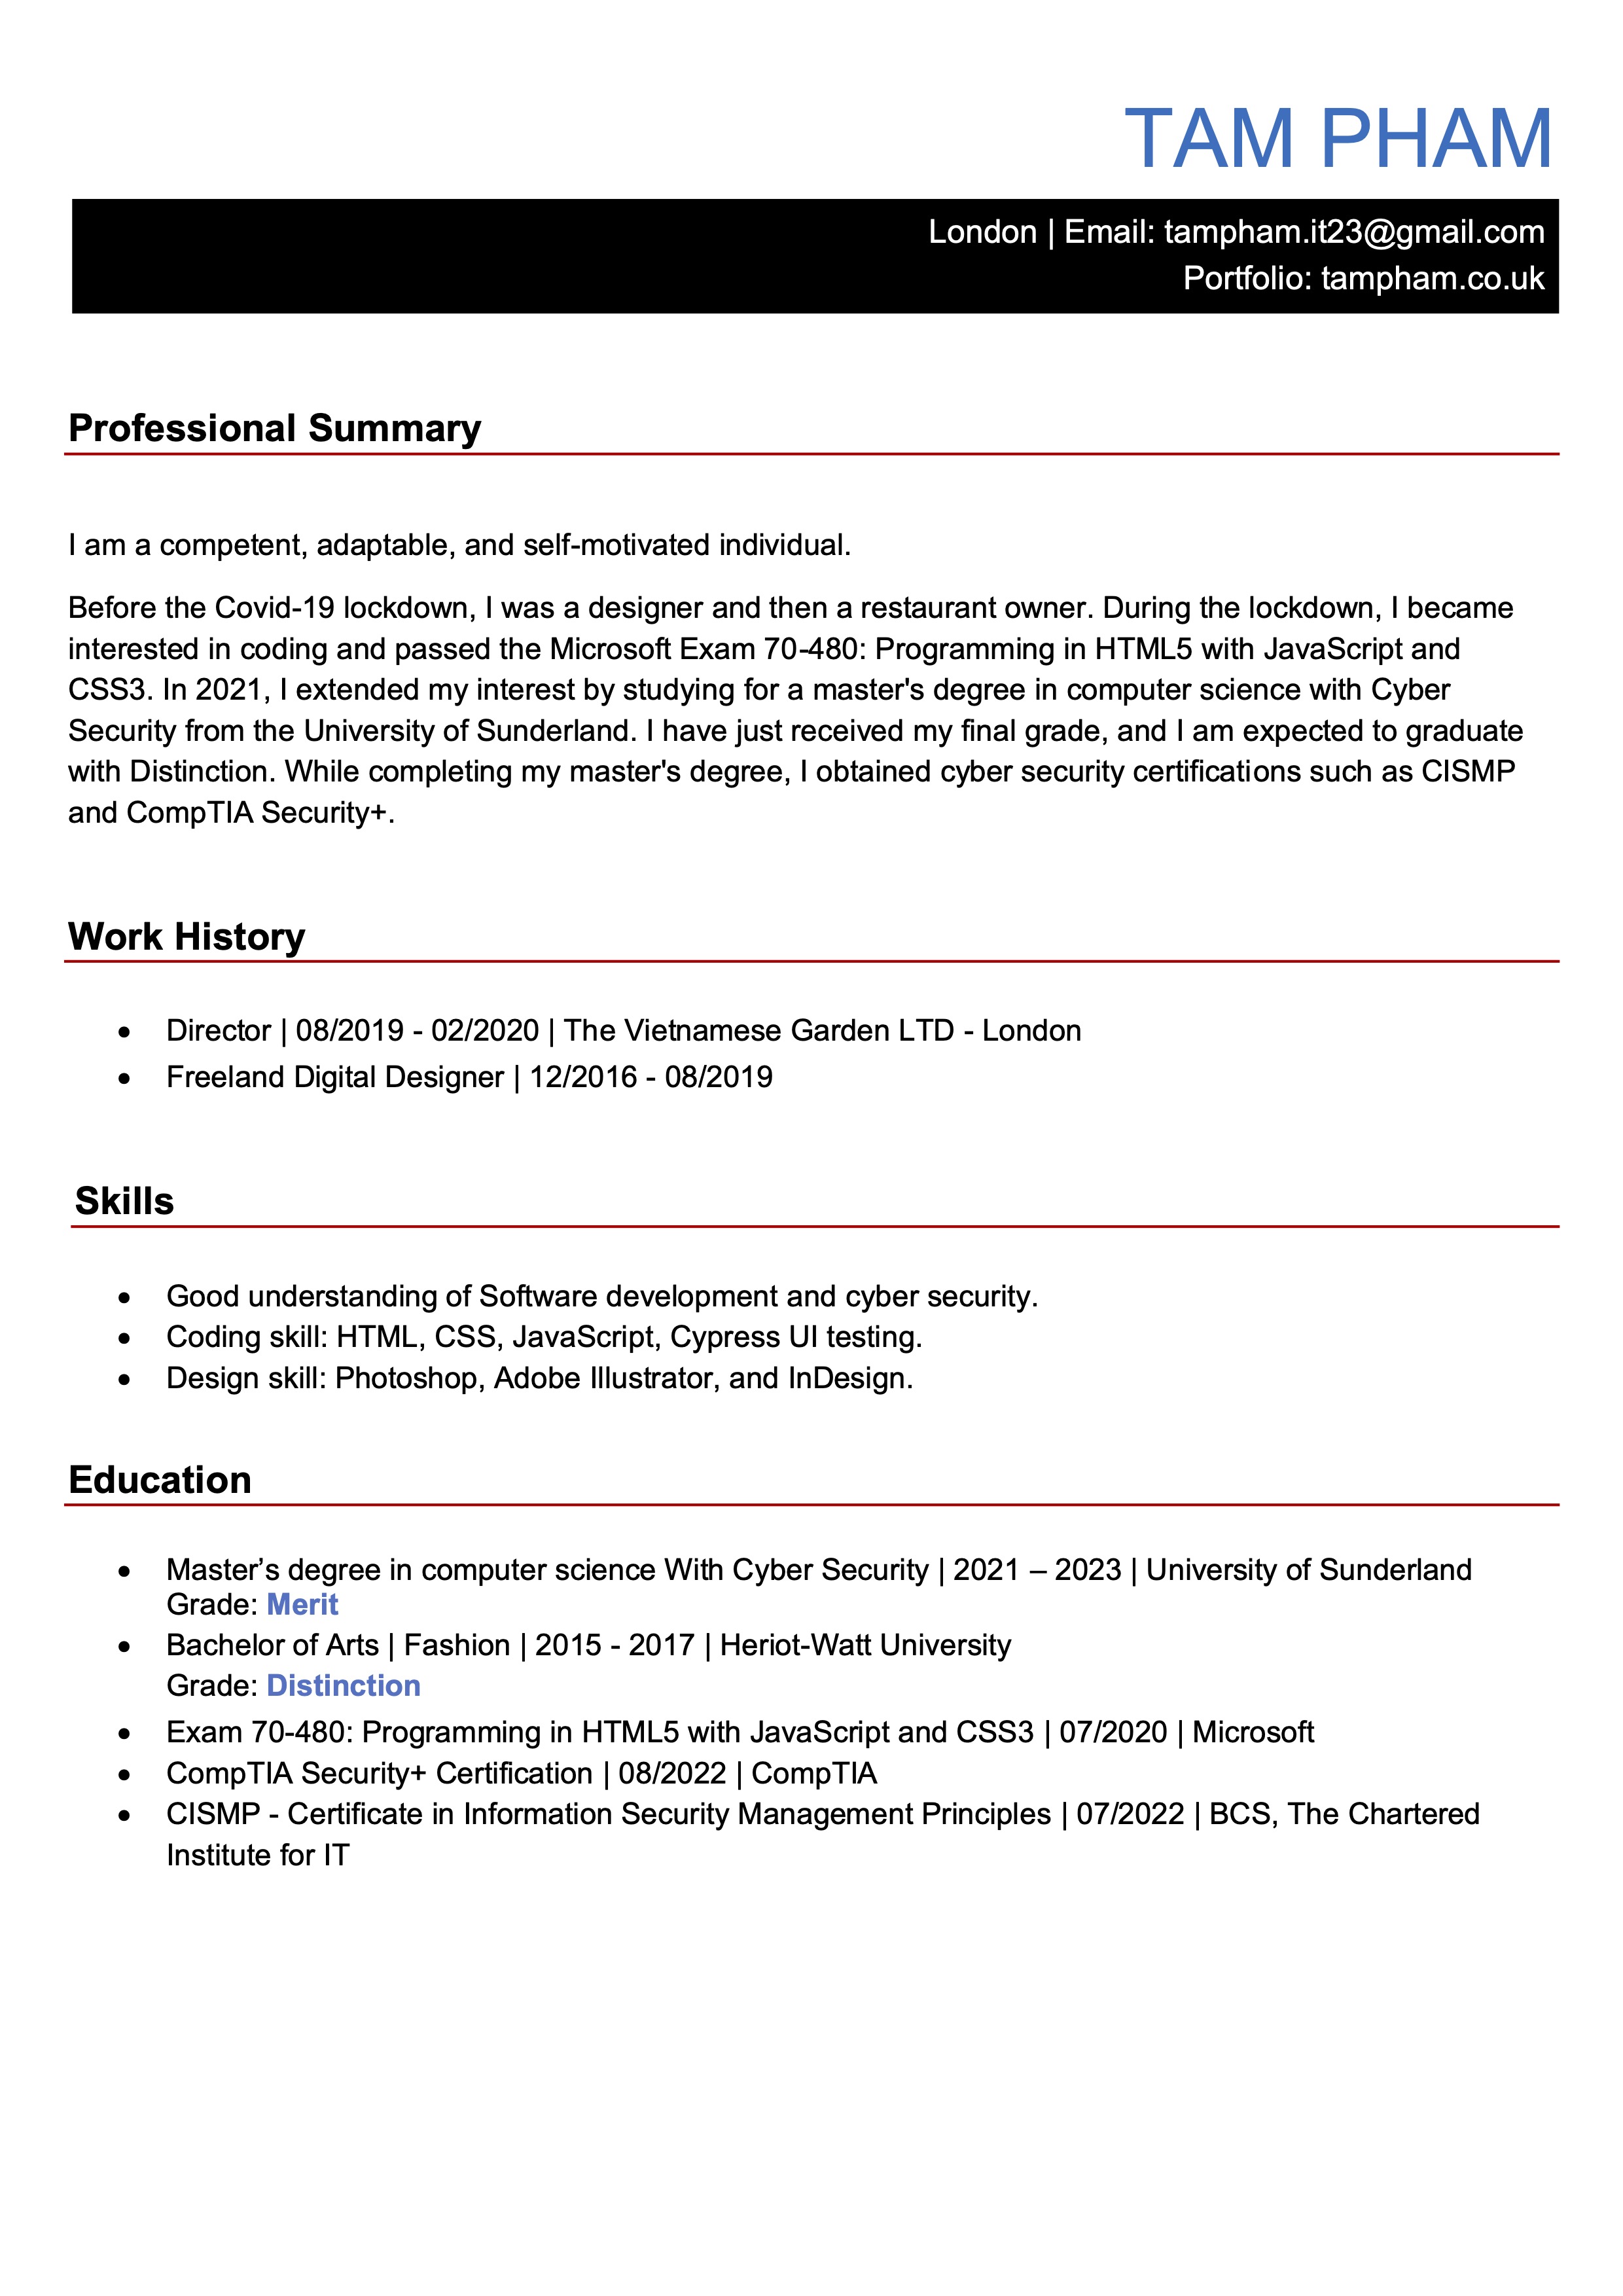 TAM PHAM
London | Email: tampham.it23@gmail.com
Portfolio: tampham.co.uk
Professional Summary
I am a competent, adaptable, and self-motivated individual.
Before the Covid-19 lockdown, I was a designer and then a restaurant owner. During the lockdown, I became
interested in coding and passed the Microsoft Exam 70-480: Programming in HTML5 with JavaScript and
CSS3. In 2021, I extended my interest by studying for a master's degree in computer science with Cyber
Security from the University of Sunderland. I have just received my final grade, and I am expected to graduate
with Distinction. While completing my master's degree, I obtained cyber security certifications such as CISMP
and CompTIA Security+.
Work History
• Director | 08/2019 - 02/2020 | The Vietnamese Garden LTD - London
• Freeland Digital Designer | 12/2016 - 08/2019
Skills
• Good understanding of Software development and cyber security.
• Coding skill: HTML, CSS, JavaScript, Cypress UI testing.
• Design skill: Photoshop, Adobe Illustrator, and InDesign.
Education
• Master’s degree in computer science With Cyber Security | 2021 – 2023 | University of Sunderland
Grade: Merit
• Bachelor of Arts | Fashion | 2015 - 2017 | Heriot-Watt University
Grade: Distinction
• Exam 70-480: Programming in HTML5 with JavaScript and CSS3 | 07/2020 | Microsoft
• CompTIA Security+ Certification | 08/2022 | CompTIA
• CISMP - Certificate in Information Security Management Principles | 07/2022 | BCS, The Chartered
Institute for IT